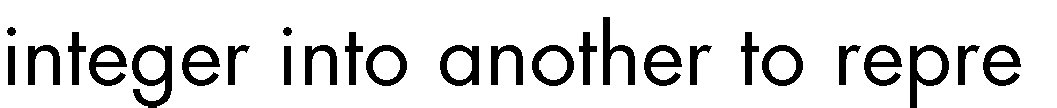 integer into another to repre